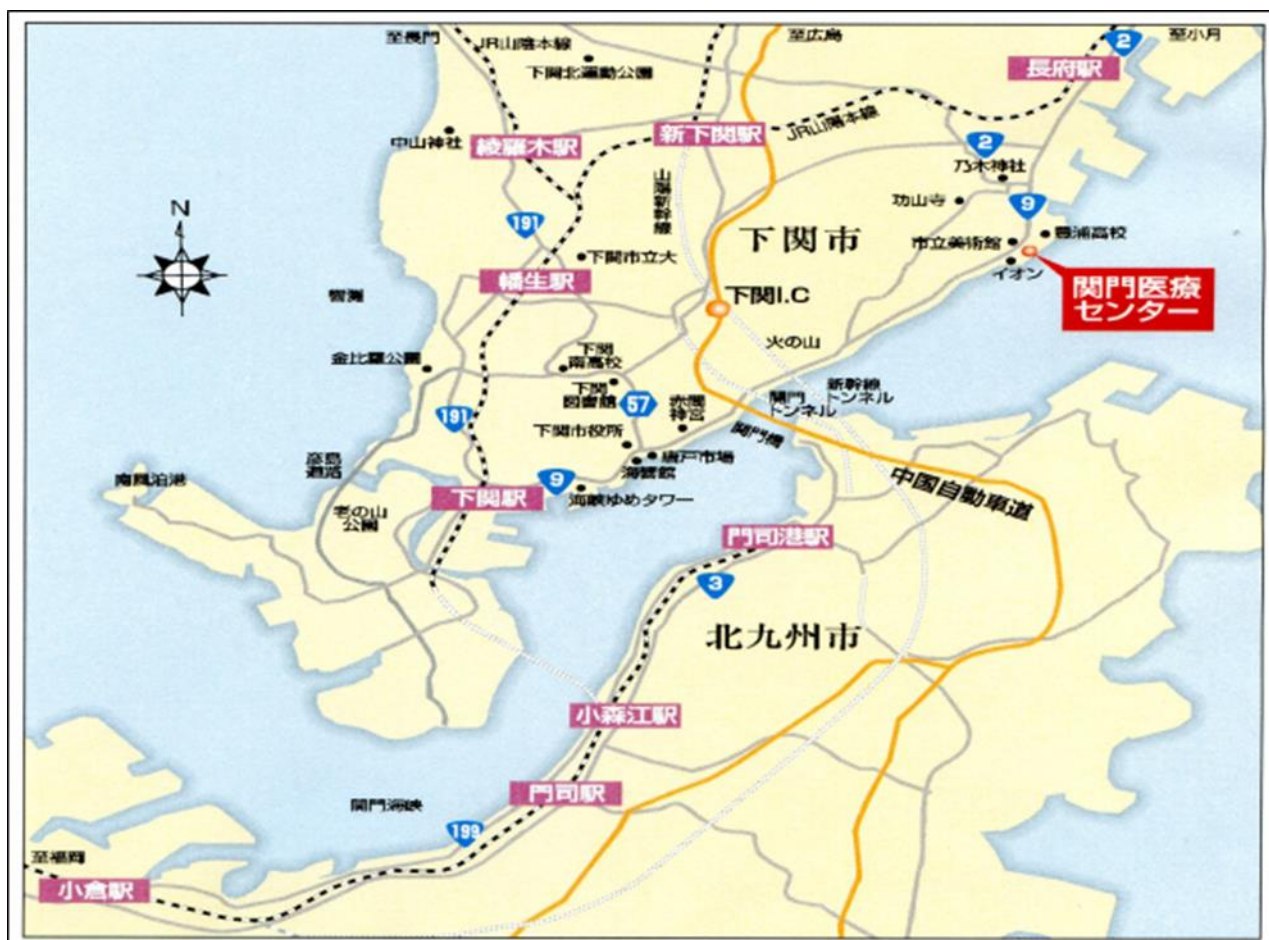 至長門
JR山陰本線
下関北運動公園
至広島
2
至小月
長府駅
中山神社
綾羅木駅
新下関駅
JR山陽本線
2
乃木神社
功山寺
9
山陽新幹線
N
191
下関市
市立美術館
豊浦高校
下関市立大
イオン
幡生駅
関門医療
センター
響灘
下関I.C
火の山
金比羅公園
下関
南高校
下関
図書館
57
赤間
神宮
新幹線
トンネル
関門
トンネル
191
下関市役所
関門橋
唐戸市場
海響館
彦島
道路
南風泊港
9
下関駅
海峡ゆめタワー
中国自動車道
老の山
公園
門司港駅
3
北九州市
小森江駅
門司駅
関門海峡
199
至福岡
小倉駅